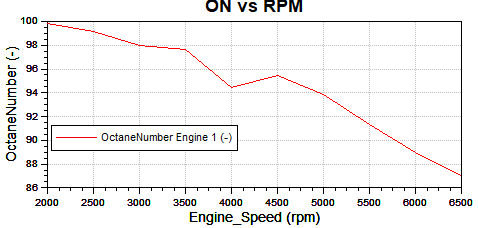 ON vs RPM
OctaneNumber (-)
100
98
96
94
92
90
88
86
OctaneNumber Engine 1 (-)
2000 2500 3000 3500 4000 4500 5000 5500 6000 6500
Engine_Speed (rpm)